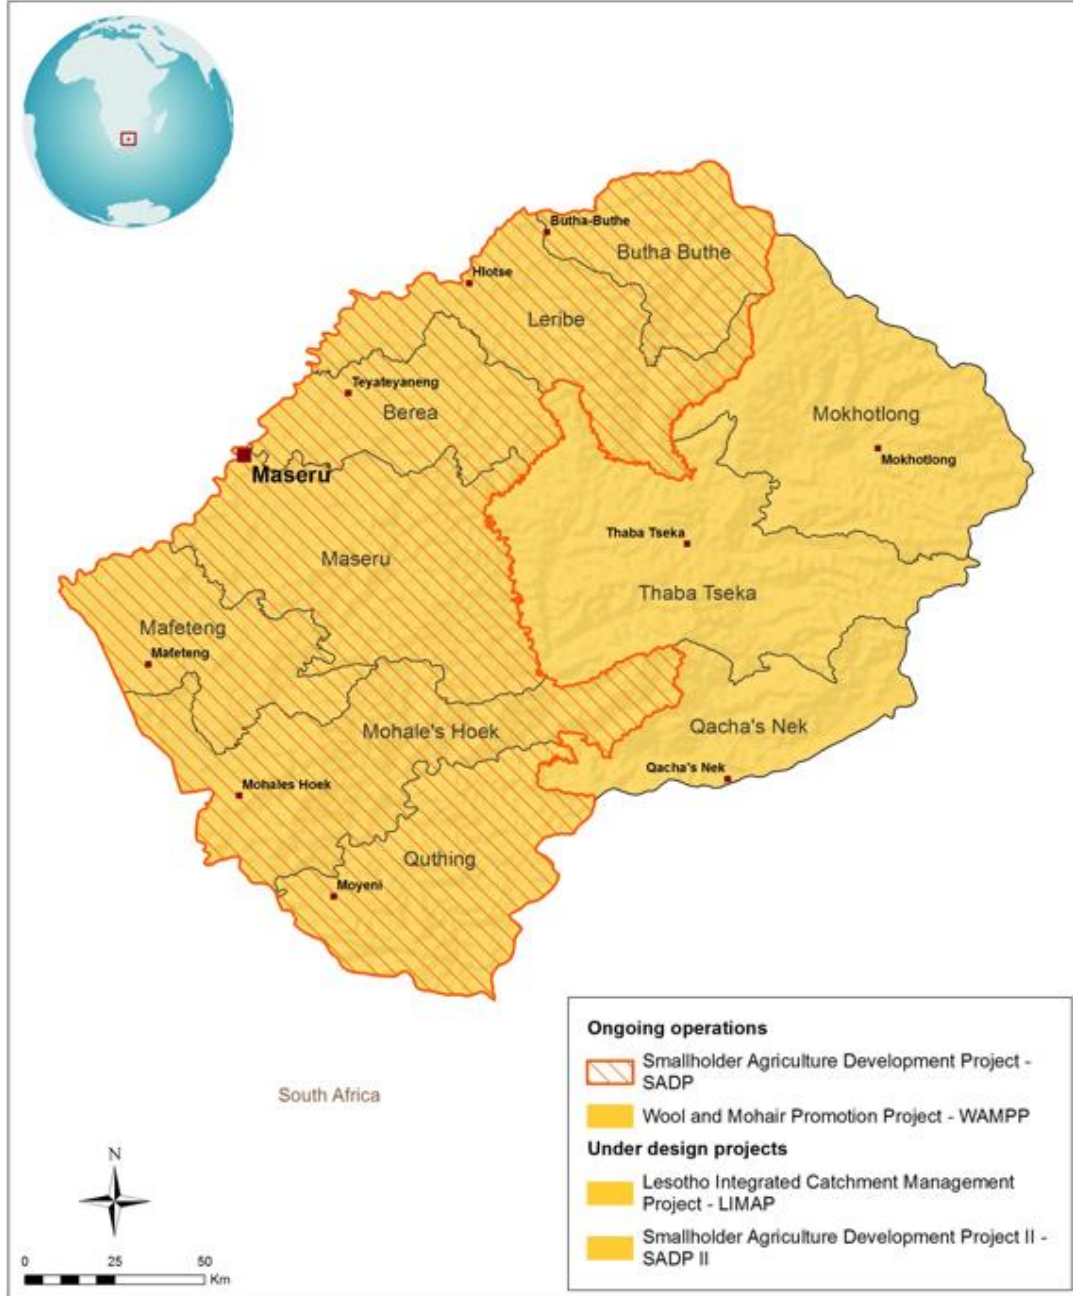 Butha-Buthe
Butha Buthe
Hlotse
Leribe
Teyateyaneng
Berea
Mokhotlong
Mokhotlong
Maseru
Thaba Tseka
Maseru
Thaba Tseka
Mafeteng
Mafeteng
Mohale's Hoek
Qacha's Nek
Qacha's Nek
Mohales Hoek
Quthing
Moyeni
South Africa
N
0 25 50
Km
Ongoing operations
Smallholder Agriculture Development Project -
SADP
Wool and Mohair Promotion Project - WAMPP
Under design projects
Lesotho Integrated Catchment Management
Project - LIMAP
Smallholder Agriculture Development Project II -
SADP II